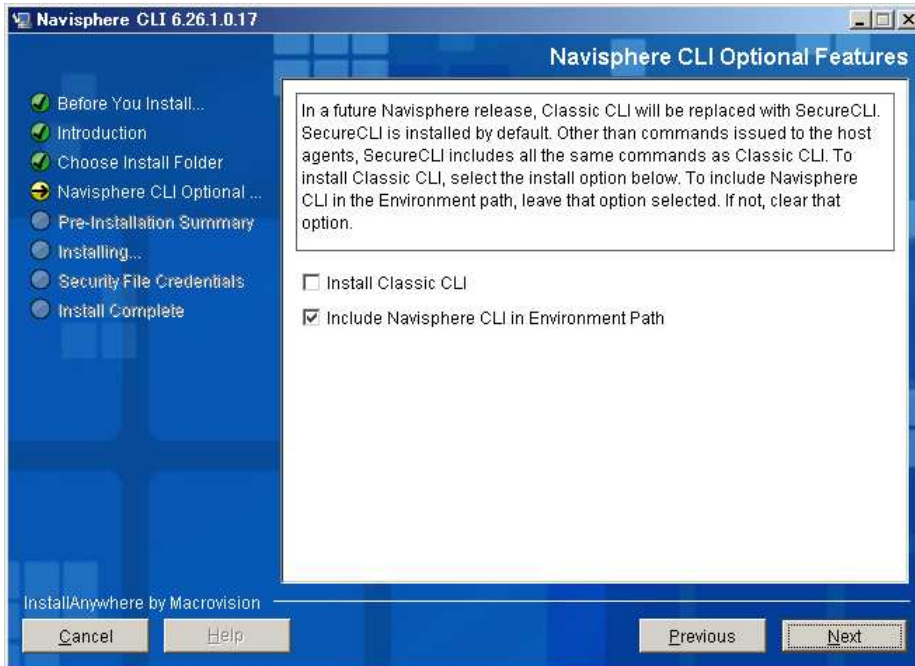 Navisphere CLI 6.26.1.0.17
Navisphere CLI Optional Features
Before You Install...
Introduction
Choose Install Folder
Navisphere CLI Optional ...
Pre-Installation Summary
Installing...
Security File Credentials
Install Complete
In a future Navisphere release, Classic CLI will be replaced with SecureCLI.
SecureCLI is installed by default. Other than commands issued to the host
agents, SecureCLI includes all the same commands as Classic CLI. To
install Classic CLI, select the install option below. To include Navisphere
CLI in the Environment path, leave that option selected. If not, clear that
option.
Install Classic CLI
Include Navisphere CLI in Environment Path
InstallAnywhere by Macrovision
Cancel
Help
Previous
Next